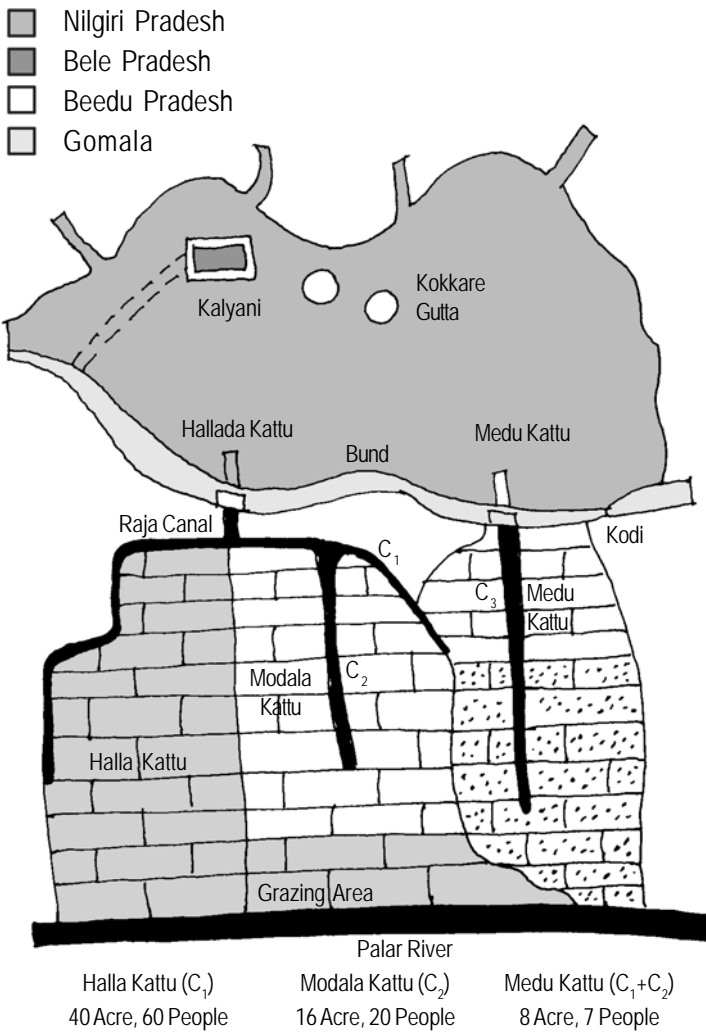 Nilgiri Pradesh
Bele Pradesh
Beedu Pradesh
Gomala
Kalyani
Kokkare
Gutta
Hallada Kattu
Bund
Medu Kattu
Raja Canal
Kodi
C₁
C₃
Medu
Kattu
C₂
Modala
Kattu
Halla Kattu
Grazing Area
Palar River
Halla Kattu (C₁)
40 Acre, 60 People
Modala Kattu (C₂)
16 Acre, 20 People
Medu Kattu (C₁+C₂)
8 Acre, 7 People